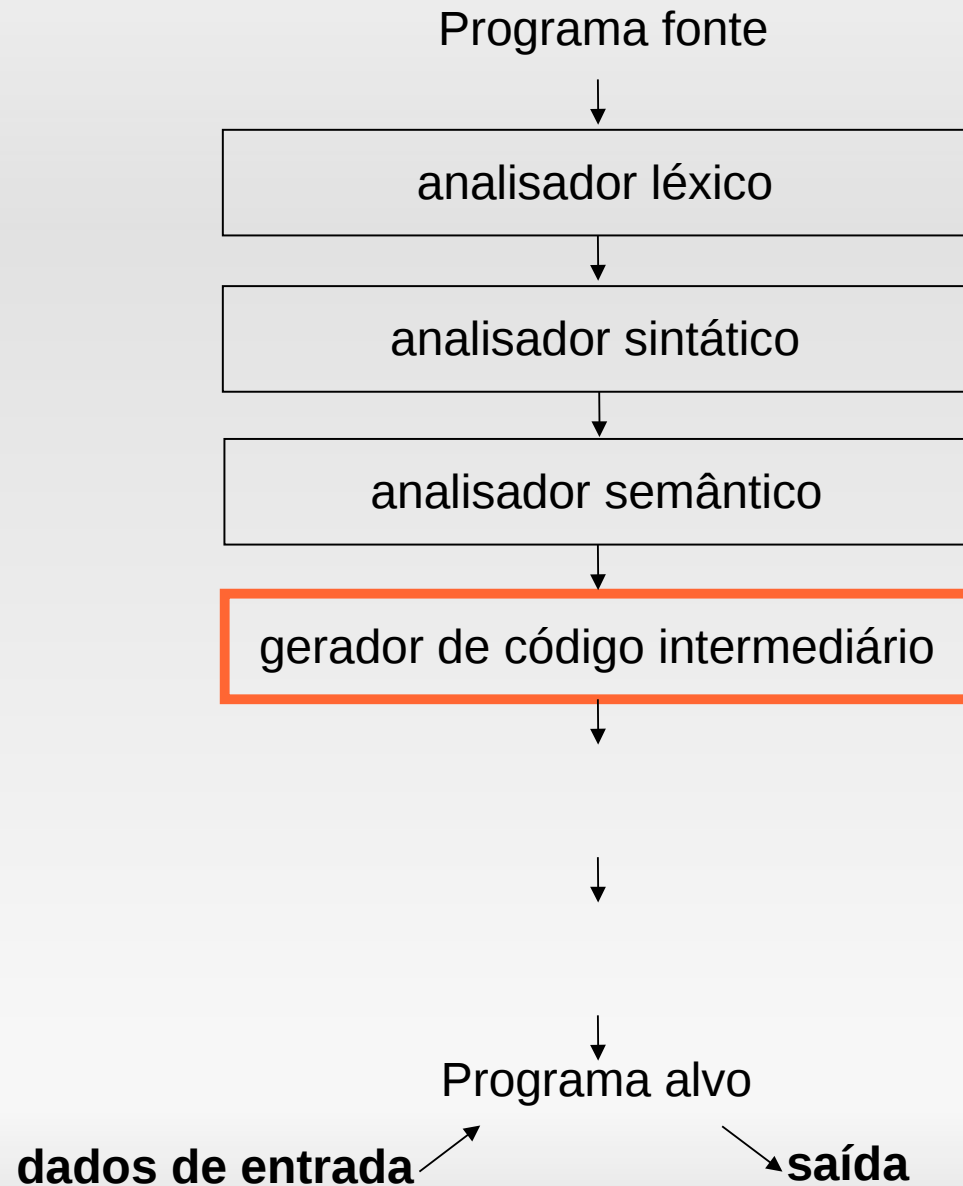 Programa fonte
analisador léxico
analisador sintático
analisador semântico
gerador de código intermediário
Programa alvo
dados de entrada
saída